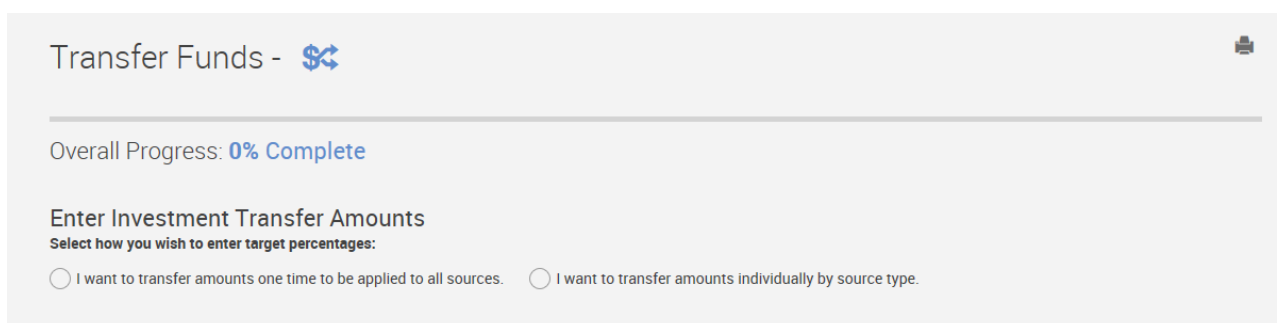 Transfer Funds -
Overall Progress: 0% Complete
Enter Investment Transfer Amounts
Select how you wish to enter target percentages:
I want to transfer amounts one time to be applied to all sources. I want to transfer amounts individually by source type.